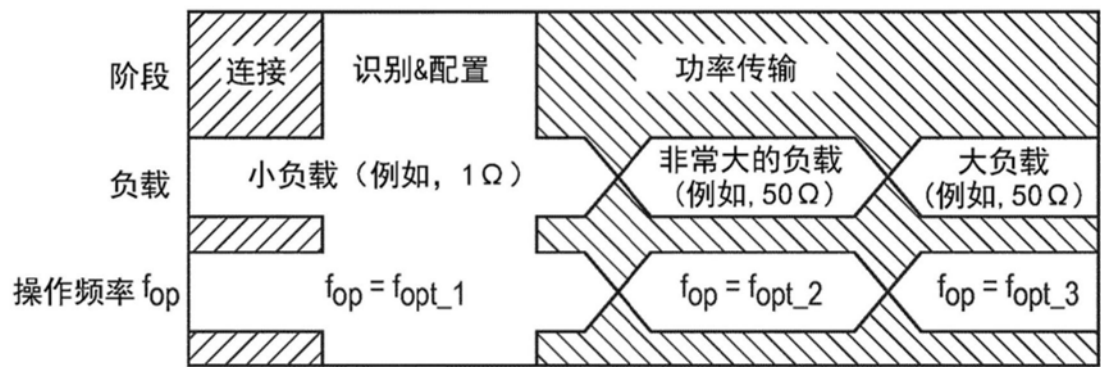 阶段 连接 识别&配置 功率传输
负载 小负载（例如，1Ω） 非常大的负载 大负载
(例如,50Ω) (例如,50Ω)
操作频率 fop fop = fopt_1 fop = fopt_2 fop = fopt_3